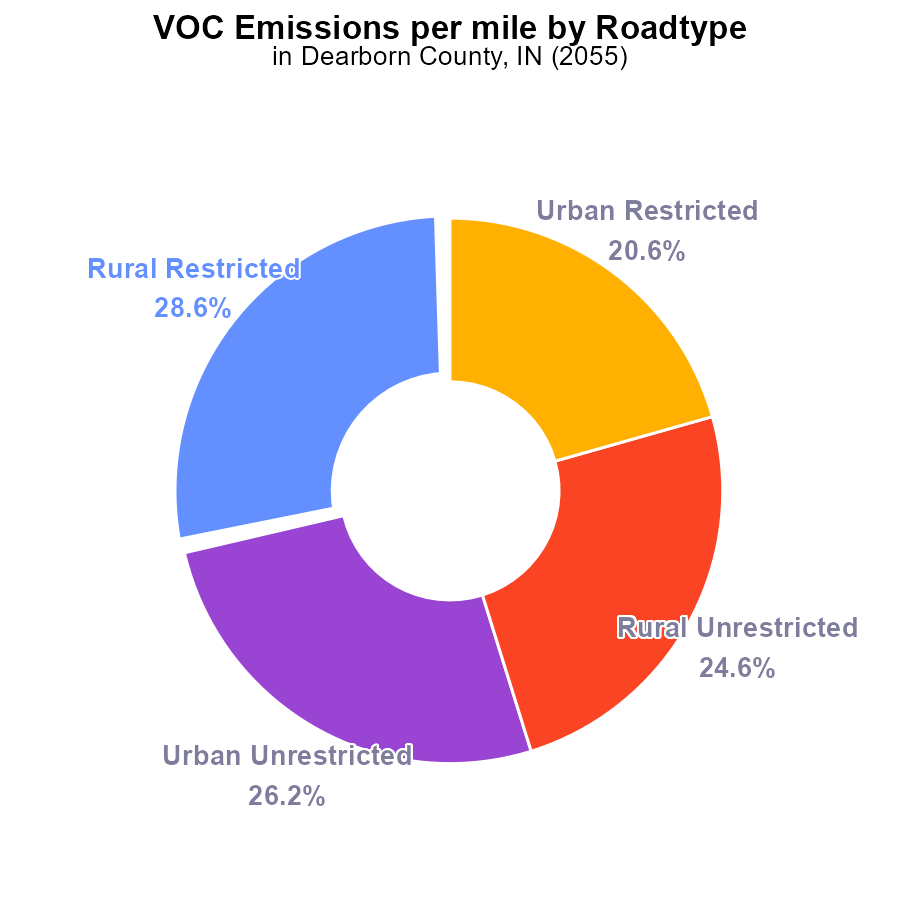 VOC Emissions per mile by Roadtype
in Dearborn County, IN (2055)
Urban Restricted
20.6%
Rural Restricted
28.6%
Rural Unrestricted
24.6%
Urban Unrestricted
26.2%